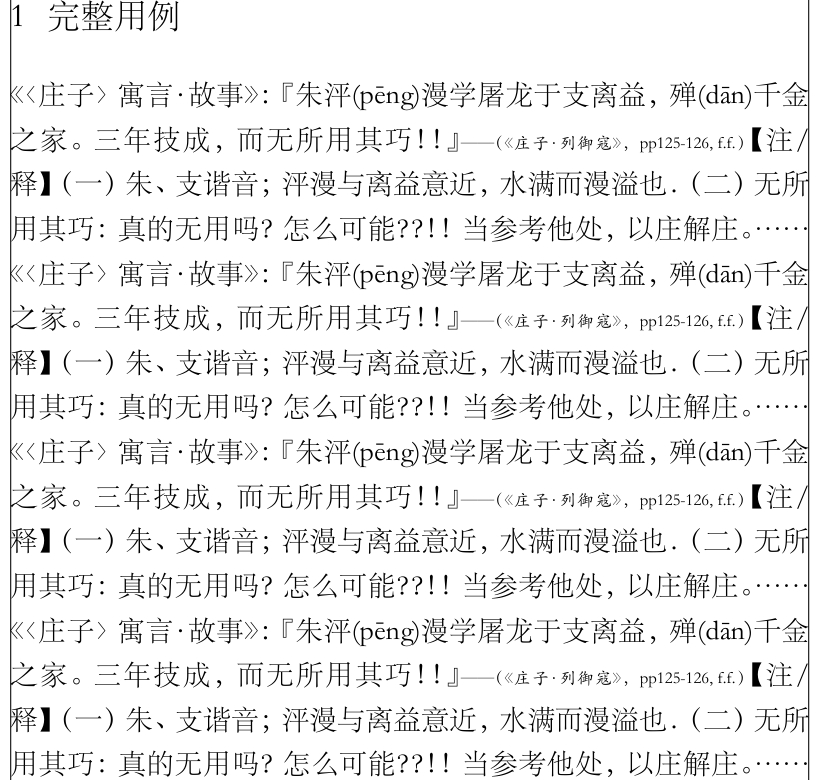 1 完整用例
《〈庄子〉寓言·故事》：『朱泙(pēng)漫学屠龙于支离益，殚(dān)千金
之家。三年技成，而无所用其巧！！』——(《庄子·列御寇》，pp125-126, f.f.)【注/
释】（一）朱、支谐音；泙漫与离益意近，水满而漫溢也．（二）无所
用其巧：真的无用吗？怎么可能??!！当参考他处，以庄解庄。……
《〈庄子〉寓言·故事》：『朱泙(pēng)漫学屠龙于支离益，殚(dān)千金
之家。三年技成，而无所用其巧！！』——(《庄子·列御寇》，pp125-126, f.f.)【注/
释】（一）朱、支谐音；泙漫与离益意近，水满而漫溢也．（二）无所
用其巧：真的无用吗？怎么可能??!！当参考他处，以庄解庄。……
《〈庄子〉寓言·故事》：『朱泙(pēng)漫学屠龙于支离益，殚(dān)千金
之家。三年技成，而无所用其巧！！』——(《庄子·列御寇》，pp125-126, f.f.)【注/
释】（一）朱、支谐音；泙漫与离益意近，水满而漫溢也．（二）无所
用其巧：真的无用吗？怎么可能??!！当参考他处，以庄解庄。……
《〈庄子〉寓言·故事》：『朱泙(pēng)漫学屠龙于支离益，殚(dān)千金
之家。三年技成，而无所用其巧！！』——(《庄子·列御寇》，pp125-126, f.f.)【注/
释】（一）朱、支谐音；泙漫与离益意近，水满而漫溢也．（二）无所
用其巧：真的无用吗？怎么可能??!！当参考他处，以庄解庄。……